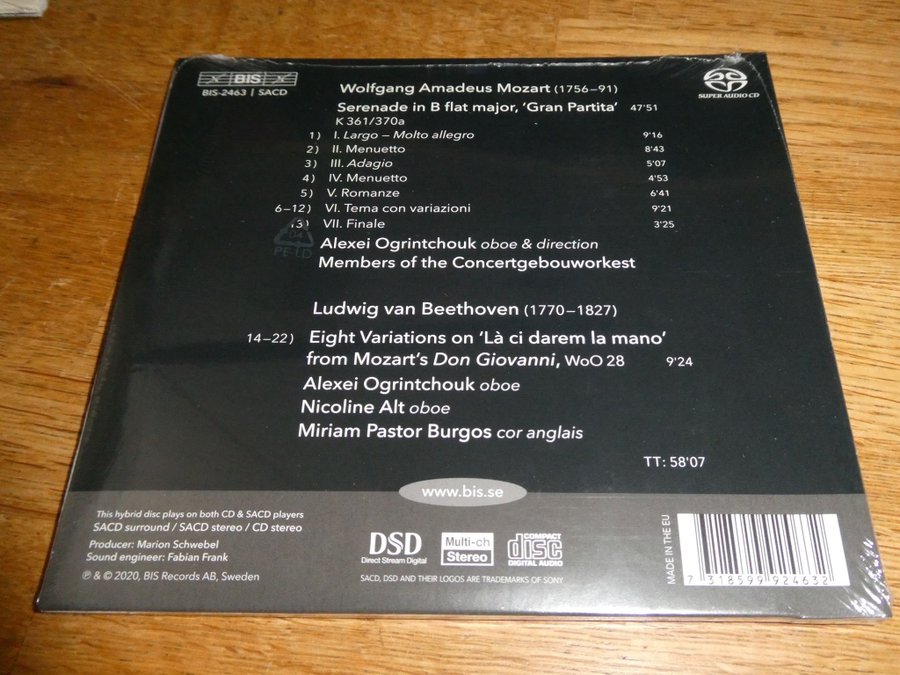 BIS
BIS-2463 | SACD
SUPER AUDIO CD
Wolfgang Amadeus Mozart (1756–91)
Serenade in B flat major, ‘Gran Partita’ 47'51
K 361/370a
1) I. Largo – Molto allegro 9'16
2) II. Menuetto 8'43
3) III. Adagio 5'07
4) IV. Menuetto 4'53
5) V. Romanze 6'41
6–12) VI. Tema con variazioni 9'21
13) VII. Finale 3'25
04
PE-LD
Alexei Ogrintchouk oboe & direction
Members of the Concertgebouworkest
Ludwig van Beethoven (1770–1827)
14–22) Eight Variations on ‘Là ci darem la mano’
from Mozart’s Don Giovanni, WoO 28 9'24
Alexei Ogrintchouk oboe
Nicoline Alt oboe
Miriam Pastor Burgos cor anglais
TT: 58'07
www.bis.se
This hybrid disc plays on both CD & SACD players
SACD surround / SACD stereo / CD stereo
Producer: Marion Schwebel
Sound engineer: Fabian Frank
℗ & © 2020, BIS Records AB, Sweden
DSD
Direct Stream Digital
Multi-ch
Stereo
COMPACT
disc
DIGITAL AUDIO
SACD, DSD AND THEIR LOGOS ARE TRADEMARKS OF SONY
MADE IN THE EU
7 318599 924632